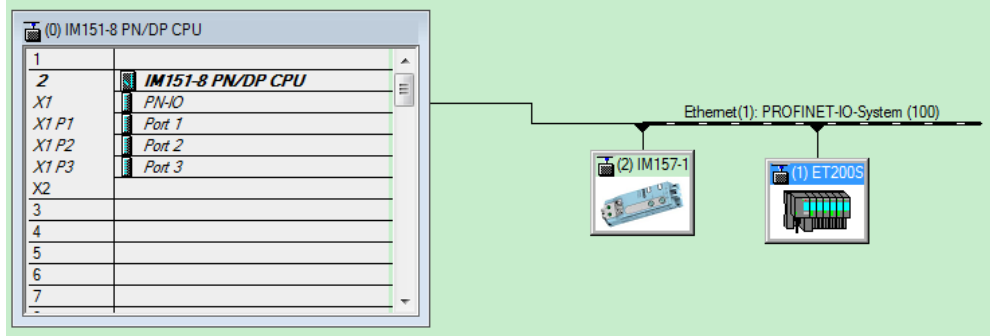 (0) IM151-8 PN/DP CPU
1
2 IM151-8 PN/DP CPU
X1 PN-IO
X1 P1 Port 1
X1 P2 Port 2
X1 P3 Port 3
X2
3
4
5
6
7
Ethernet(1): PROFINET-IO-System (100)
(2) IM157-1
(1) ET200S